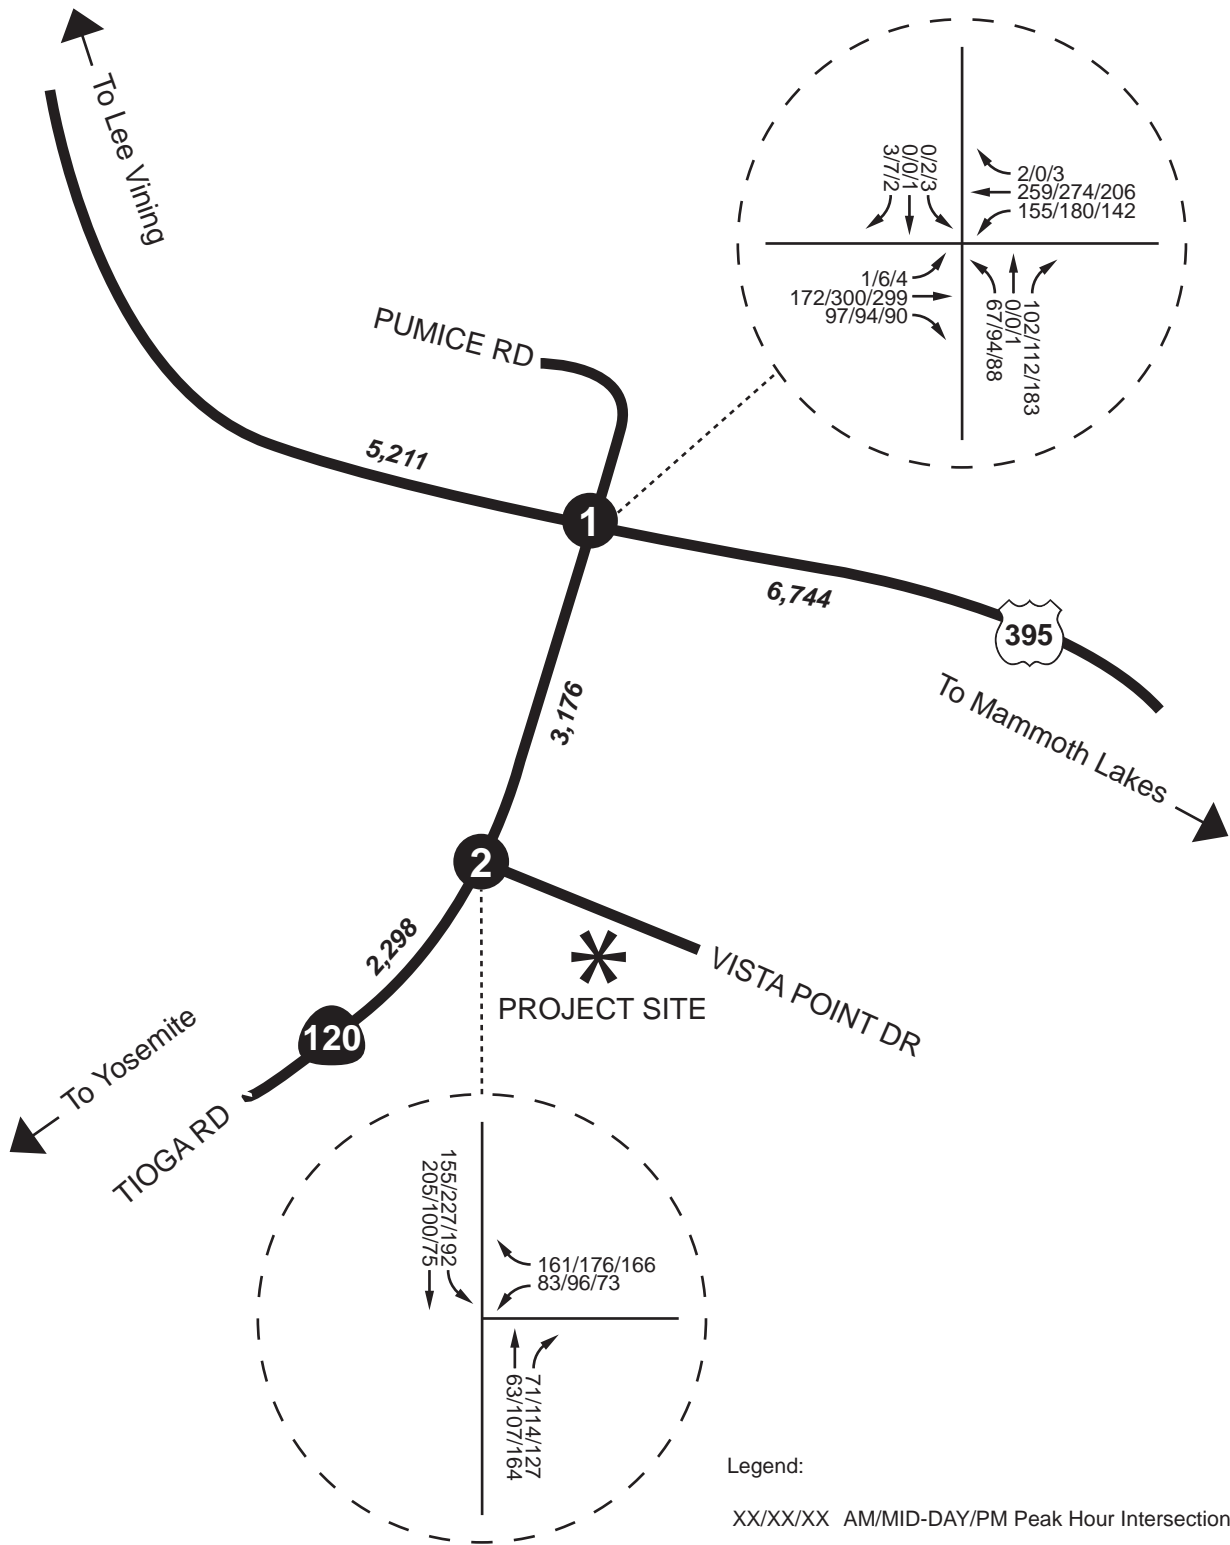 To Lee Vining
0/2/3
0/0/1
3/7/2
2/0/3
259/274/206
155/180/142
1/6/4
172/300/299
97/94/90
102/112/183
0/0/1
67/94/88
PUMICE RD
5,211
1
6,744
395
To Mammoth Lakes
3,176
2
2,298
PROJECT SITE
VISTA POINT DR
120
To Yosemite
TIOGA RD
155/227/192
205/100/75
161/176/166
83/96/73
71/114/127
63/107/164
Legend:
XX/XX/XX AM/MID-DAY/PM Peak Hour Intersection